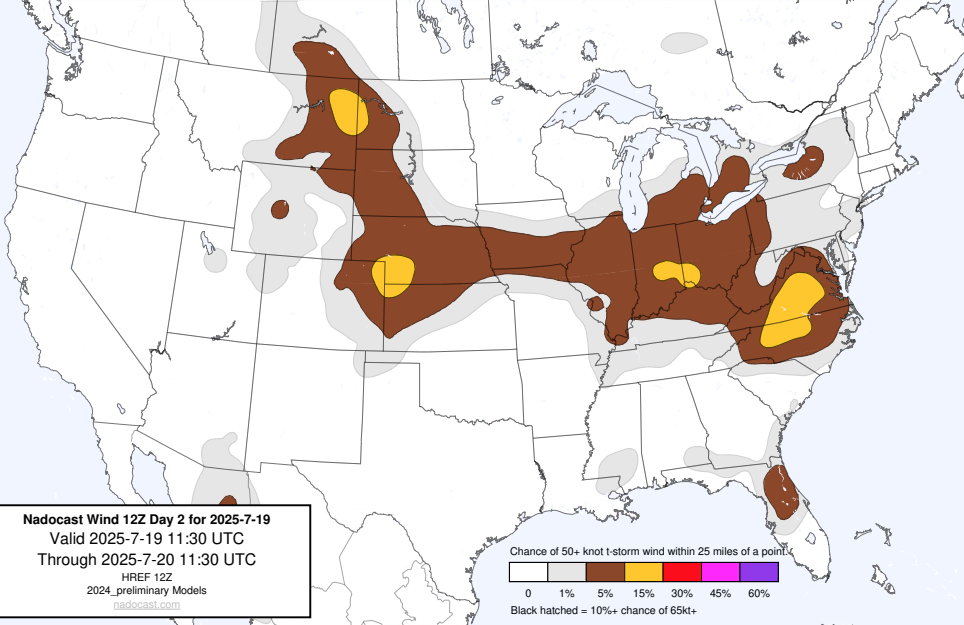 Nadocast Wind 12Z Day 2 for 2025-7-19
Valid 2025-7-19 11:30 UTC
Through 2025-7-20 11:30 UTC
HREF 12Z
2024_preliminary Models
nadocast.com
Chance of 50+ knot t-storm wind within 25 miles of a point.
0 1% 5% 15% 30% 45% 60%
Black hatched = 10%+ chance of 65kt+